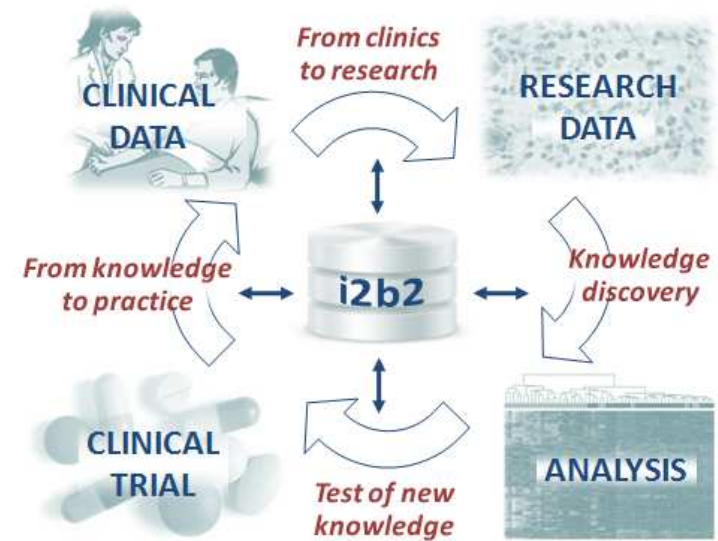 From clinics
to research
CLINICAL
DATA
RESEARCH
DATA
From knowledge
to practice
i2b2
Knowledge
discovery
CLINICAL
TRIAL
Test of new
knowledge
ANALYSIS